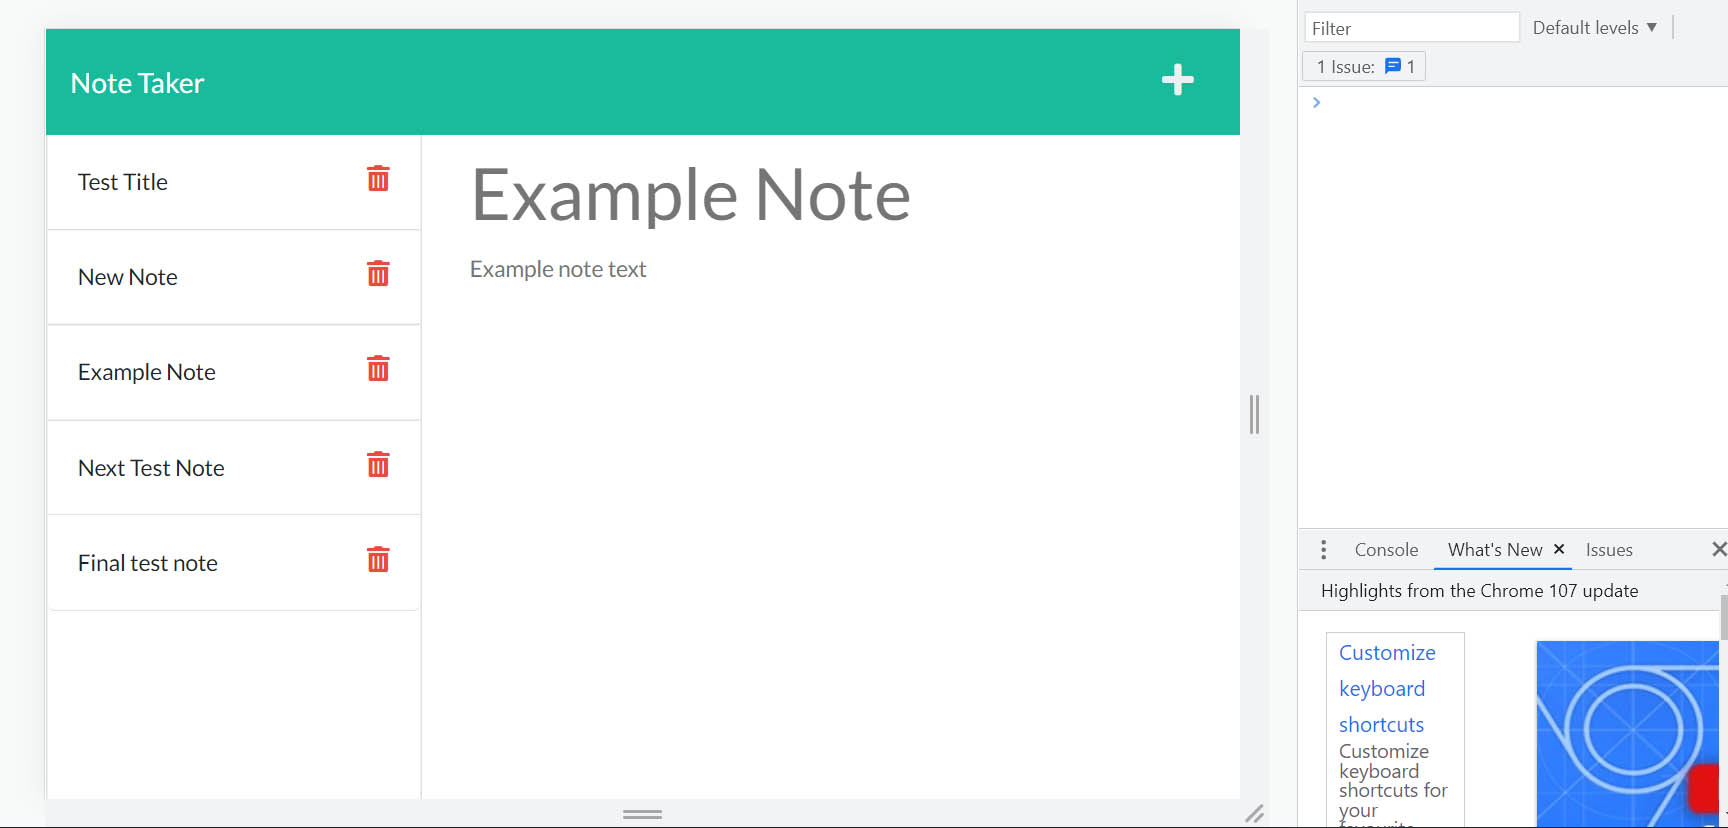 Note Taker
Test Title
New Note
Example Note
Next Test Note
Final test note
Example Note
Example note text
Filter
Default levels ▼
1 Issue: 1
Console
What's New ×
Issues
Highlights from the Chrome 107 update
Customize
keyboard
shortcuts
Customize
keyboard
shortcuts for
your